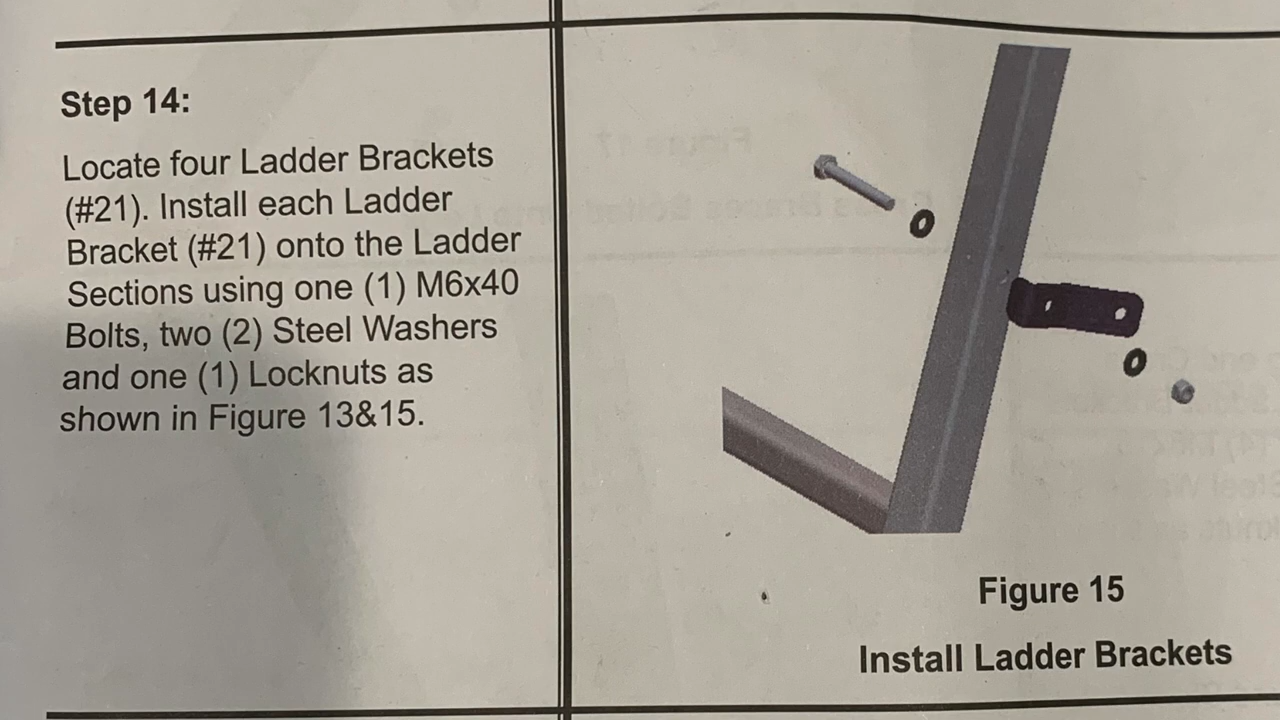 Step 14:
Locate four Ladder Brackets
(#21). Install each Ladder
Bracket (#21) onto the Ladder
Sections using one (1) M6x40
Bolts, two (2) Steel Washers
and one (1) Locknuts as
shown in Figure 13&15.
Figure 15
Install Ladder Brackets